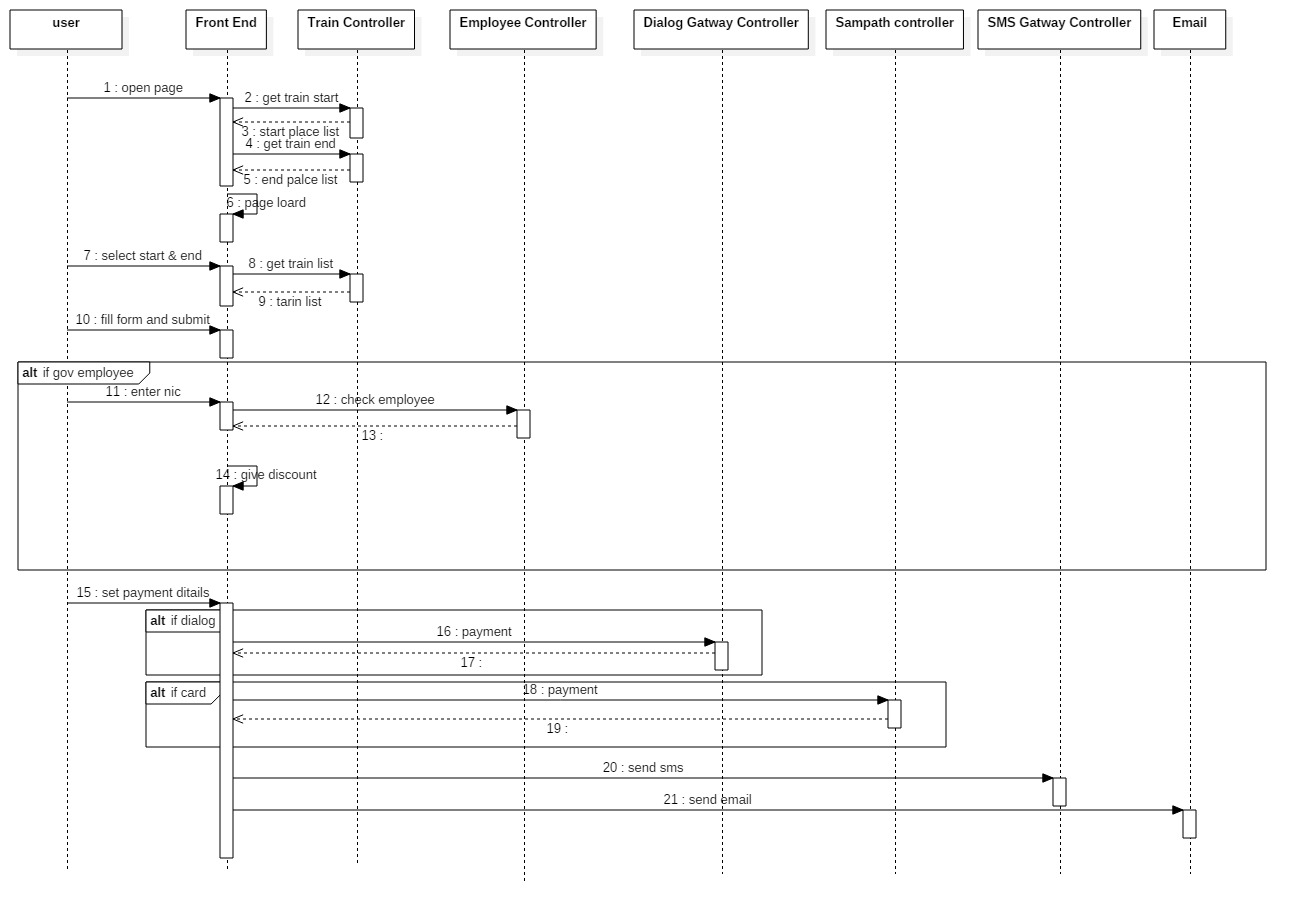 user
Front End
Train Controller
Employee Controller
Dialog Gatway Controller
Sampath controller
SMS Gatway Controller
Email
1 : open page
2 : get train start
3 : start place list
4 : get train end
5 : end palce list
6 : page loard
7 : select start & end
8 : get train list
9 : tarin list
10 : fill form and submit
alt if gov employee
11 : enter nic
12 : check employee
13 :
14 : give discount
15 : set payment ditails
alt if dialog
16 : payment
17 :
alt if card
18 : payment
19 :
20 : send sms
21 : send email